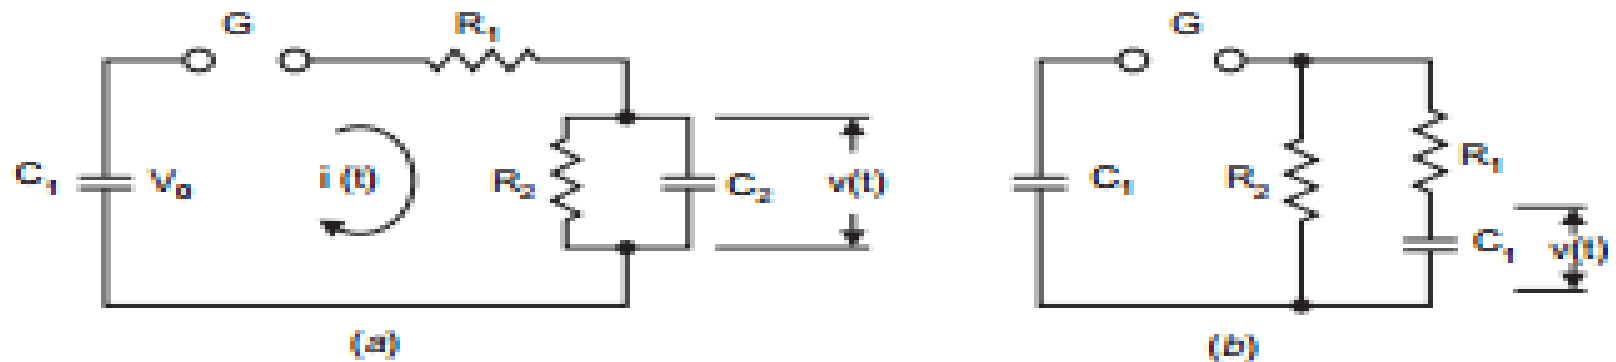 G
R₁
C₁
V₀
i (t)
R₂
C₂
v(t)
(a)
G
C₁
R₂
R₁
C₁
v(t)
(b)